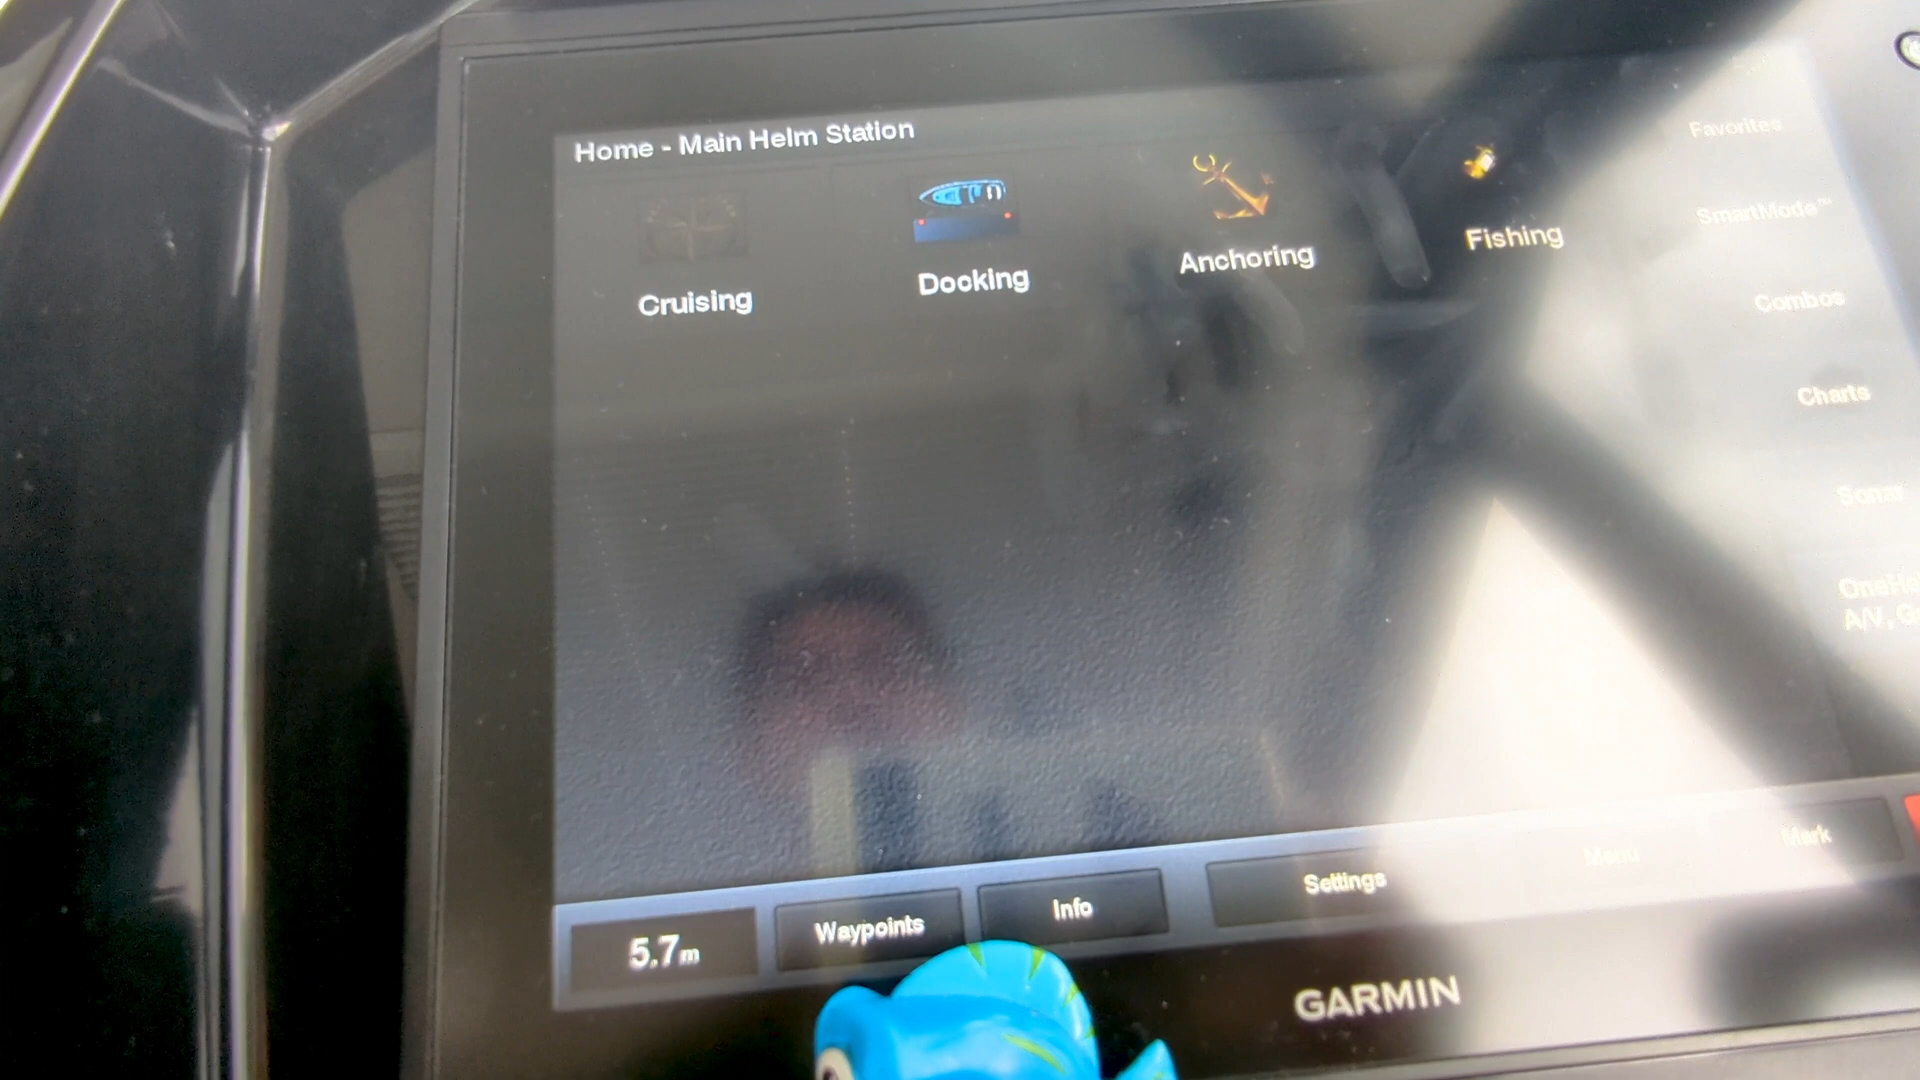 Home - Main Helm Station
Cruising
Docking
Anchoring
Fishing
Favorites
SmartMode™
Combos
Charts
Sonar
A/V,
5.7m
Waypoints
Info
Settings
Menu
Mark
GARMIN